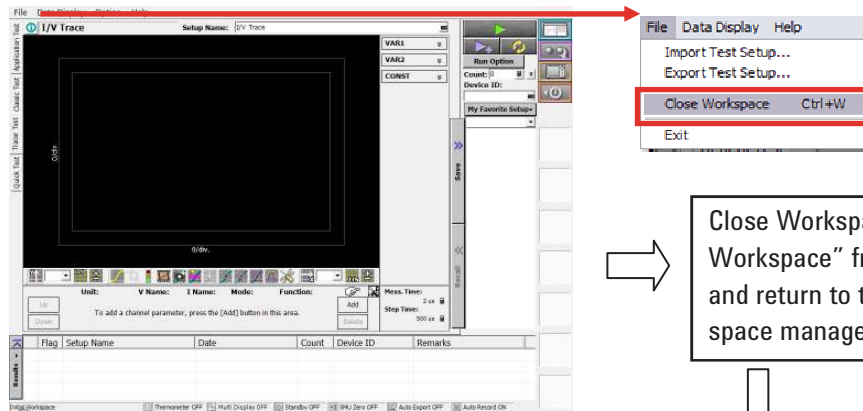 File Data Display Option Help
I/V Trace
Setup Name: I/V Trace
Quick Test
Tracer Test
Classic Test
Application Test
0/div.
0/div.
VAR1
VAR2
CONST
Save
Recall
Run Option
Count: 0
Device ID:
My Favorite Setup
Unit: V Name: I Name: Mode: Function:
Up
Down
To add a channel parameter, press the [Add] button in this area.
Add
Delete
Meas. Time:
2 us
Step Time:
500 us
Results
Flag Setup Name Date Count Device ID Remarks
Thermometer OFF Multi Display OFF Standby OFF SMU Zero OFF Auto Export OFF Auto Record ON
File Data Display Help
Import Test Setup...
Export Test Setup...
Close Workspace Ctrl+W
Exit
Close Workspa
Workspace” fr
and return to t
space manage